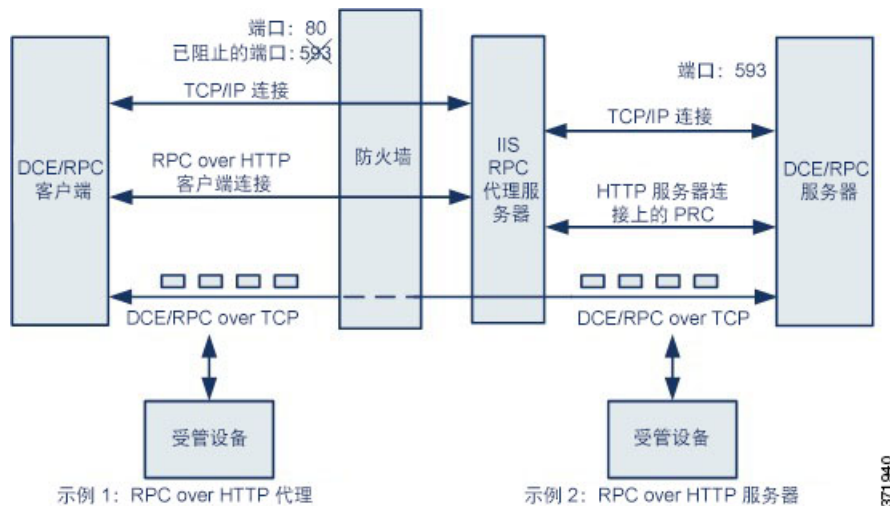 端口：80
已阻止的端口：593
端口：593
TCP/IP 连接
TCP/IP 连接
DCE/RPC
客户端
RPC over HTTP
客户端连接
防火墙
IIS
RPC
代理服
务器
HTTP 服务器连
接上的 PRC
DCE/RPC
服务器
DCE/RPC over TCP
DCE/RPC over TCP
受管设备
受管设备
示例 1：RPC over HTTP 代理
示例 2：RPC over HTTP 服务器
371949